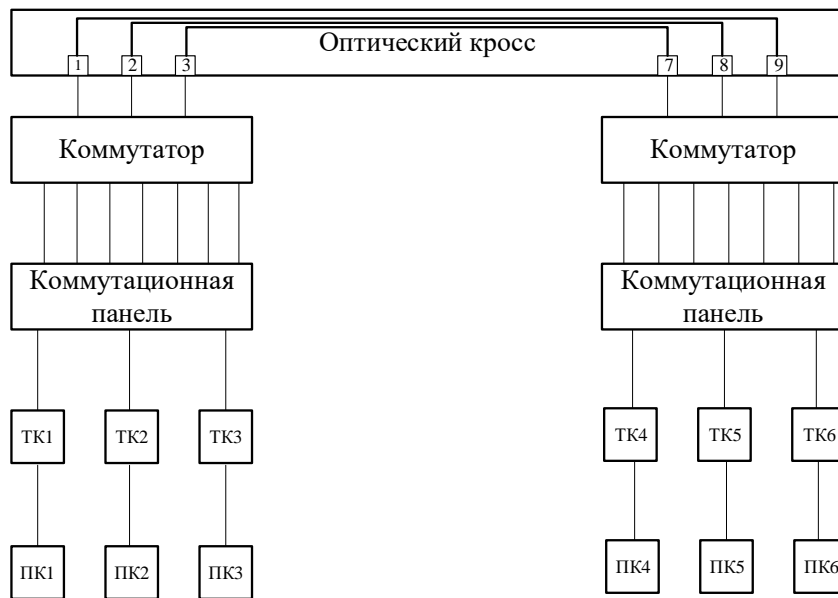 Оптический кросс
1 2 3 7 8 9
Коммутатор Коммутатор
Коммутационная
панель
Коммутационная
панель
ТК1 ТК2 ТК3 ТК4 ТК5 ТК6
ПК1 ПК2 ПК3 ПК4 ПК5 ПК6